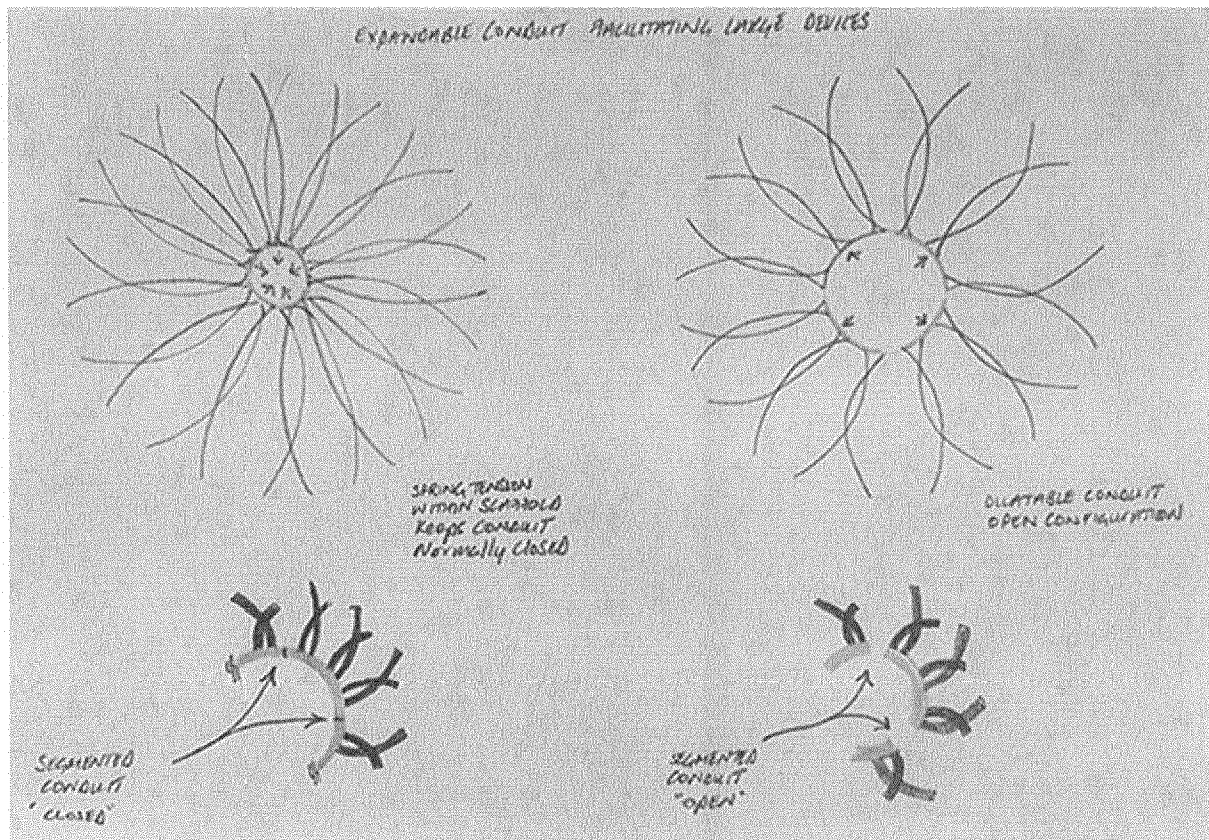 EXPANDABLE CONDUIT FACILITATING LARGE DEVICES
SPRING TENSION
WITHIN SCAFFOLD
KEEPS CONDUIT
NORMALLY CLOSED
DILATABLE CONDUIT
OPEN CONFIGURATION
SEGMENTED
CONDUIT
"CLOSED"
SEGMENTED
CONDUIT
"OPEN"